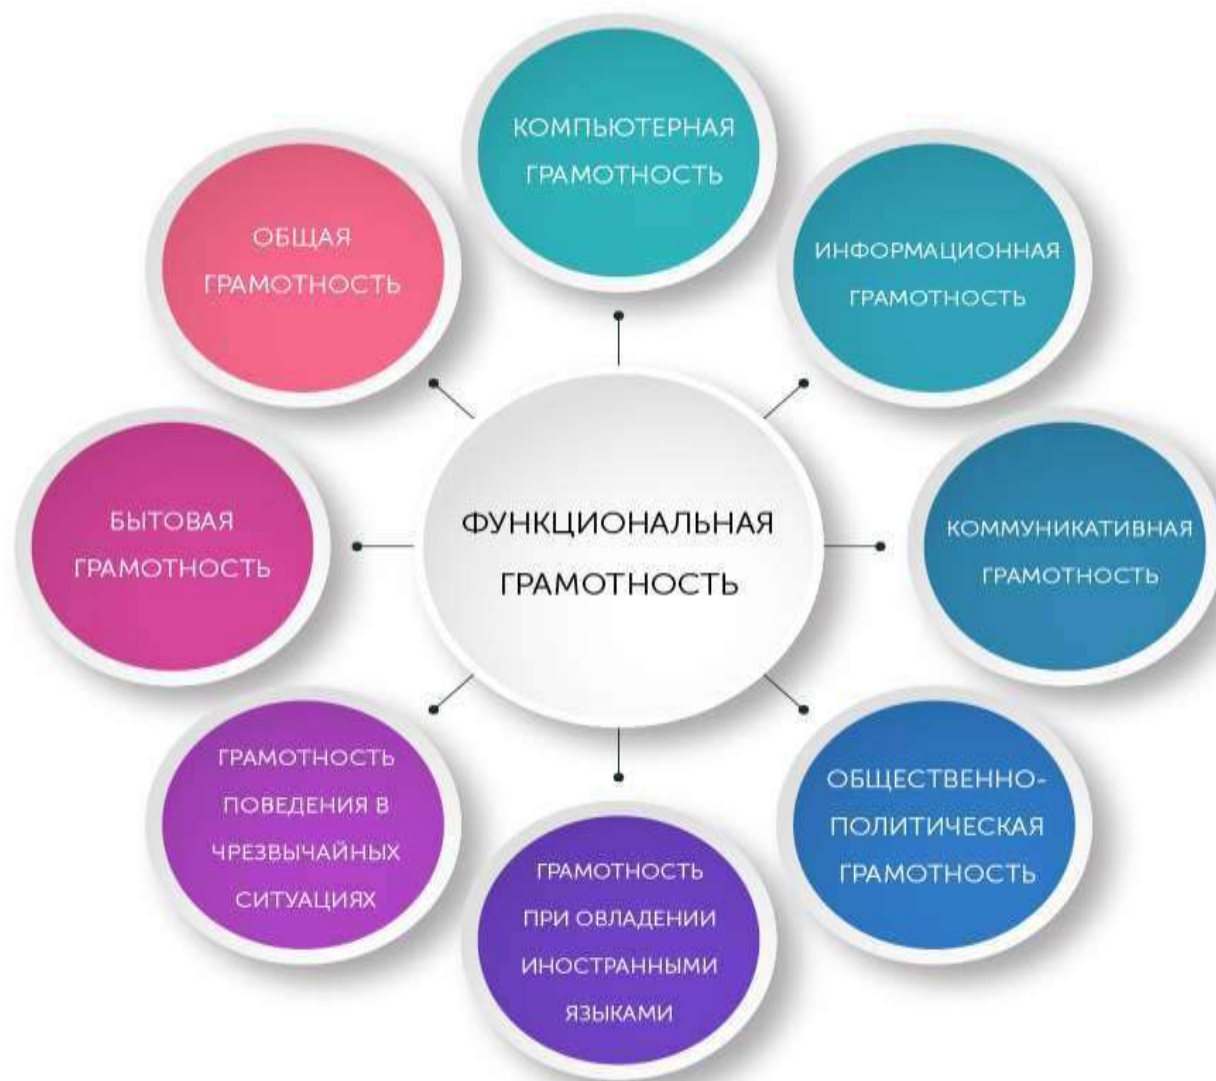 КОМПЬЮТЕРНАЯ
ГРАМОТНОСТЬ
ОБЩАЯ
ГРАМОТНОСТЬ
ИНФОРМАЦИОННАЯ
ГРАМОТНОСТЬ
БЫТОВАЯ
ГРАМОТНОСТЬ
ФУНКЦИОНАЛЬНАЯ
ГРАМОТНОСТЬ
КОММУНИКАТИВНАЯ
ГРАМОТНОСТЬ
ГРАМОТНОСТЬ
ПОВЕДЕНИЯ В
ЧРЕЗВЫЧАЙНЫХ
СИТУАЦИЯХ
ГРАМОТНОСТЬ
ПРИ ОВЛАДЕНИИ
ИНОСТРАННЫМИ
ЯЗЫКАМИ
ОБЩЕСТВЕННО-
ПОЛИТИЧЕСКАЯ
ГРАМОТНОСТЬ